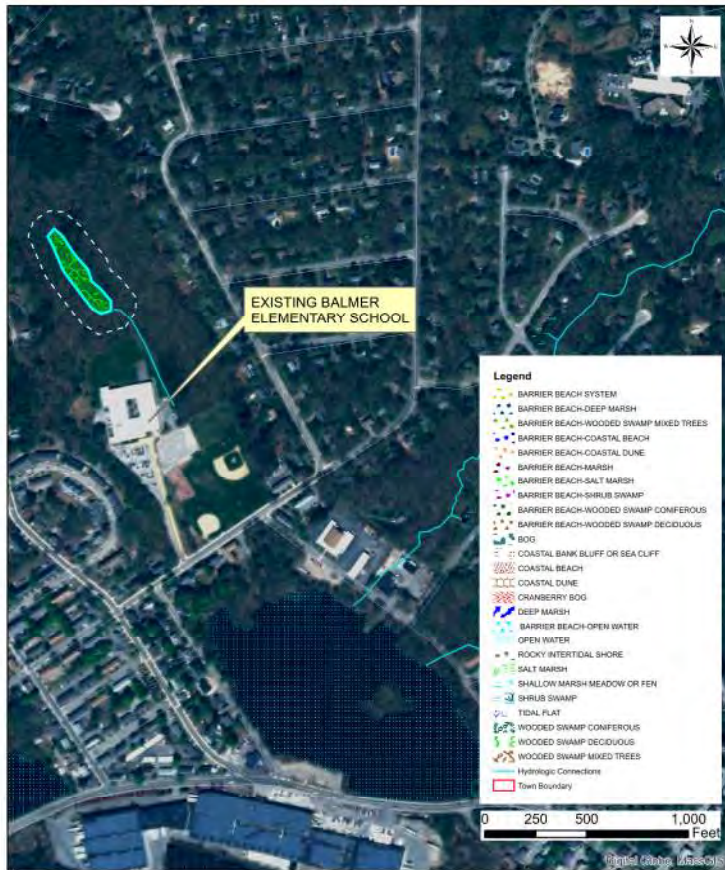 N
EXISTING BALMER
ELEMENTARY SCHOOL
Legend
BARRIER BEACH SYSTEM
BARRIER BEACH-DEEP MARSH
BARRIER BEACH-WOODED SWAMP MIXED TREES
BARRIER BEACH-COASTAL BEACH
BARRIER BEACH-COASTAL DUNE
BARRIER BEACH-MARSH
BARRIER BEACH-SALT MARSH
BARRIER BEACH-SHRUB SWAMP
BARRIER BEACH-WOODED SWAMP CONIFEROUS
BARRIER BEACH-WOODED SWAMP DECIDUOUS
BOG
COASTAL BANK BLUFF OR SEA CLIFF
COASTAL BEACH
COASTAL DUNE
CRANBERRY BOG
DEEP MARSH
BARRIER BEACH-OPEN WATER
OPEN WATER
ROCKY INTERTIDAL SHORE
SALT MARSH
SHALLOW MARSH MEADOW OR FEN
SHRUB SWAMP
TIDAL FLAT
WOODED SWAMP CONIFEROUS
WOODED SWAMP DECIDUOUS
WOODED SWAMP MIXED TREES
Hydrologic Connections
Town Boundary
0 250 500 1,000
Feet
Digital Globe, MassGIS